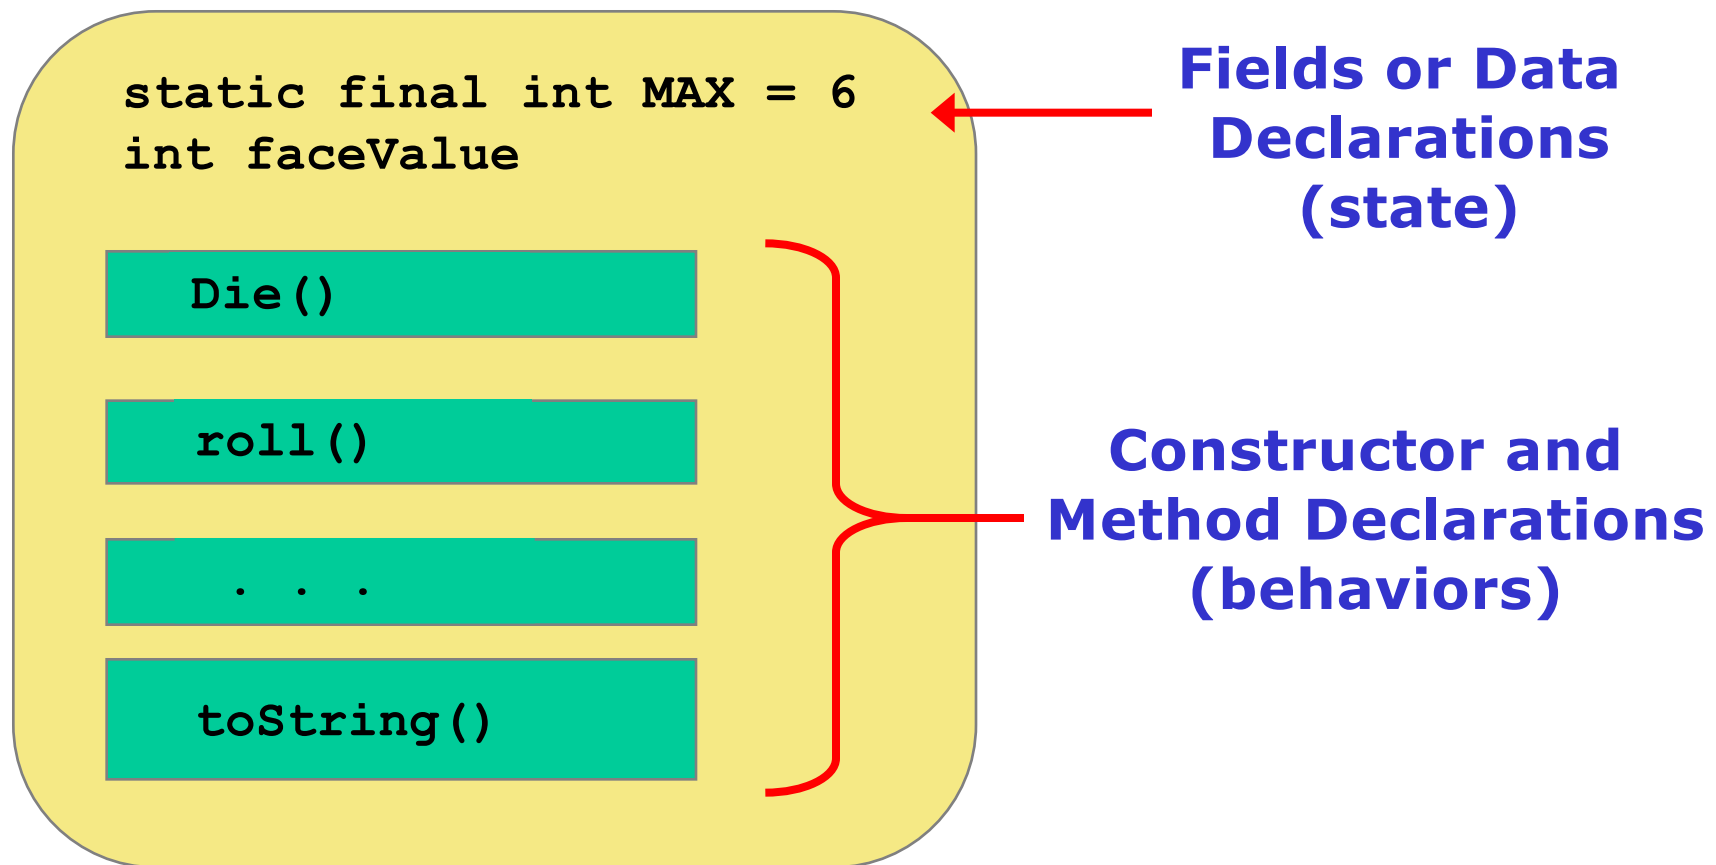 static final int MAX = 6
int faceValue
Fields or Data
Declarations
(state)
Die()
roll()
. . .
toString()
Constructor and
Method Declarations
(behaviors)